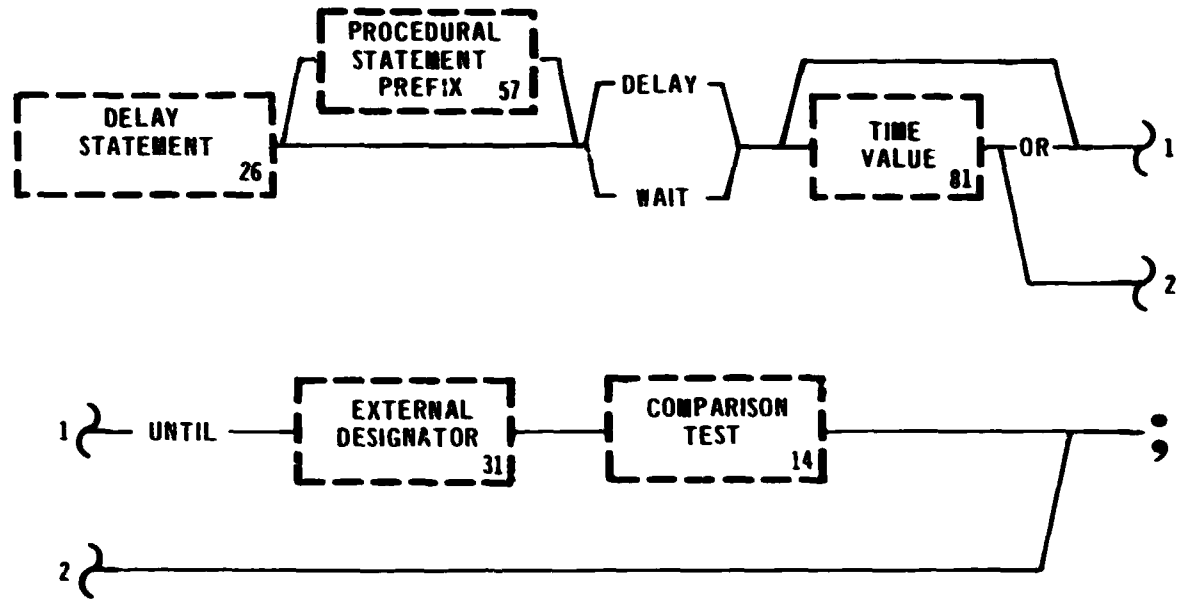 PROCEDURAL
STATEMENT
PREFIX 57
DELAY
STATEMENT
26
DELAY
WAIT
TIME
VALUE
81
OR
1
2
1 UNTIL
EXTERNAL
DESIGNATOR
31
COMPARISON
TEST
14
;
2